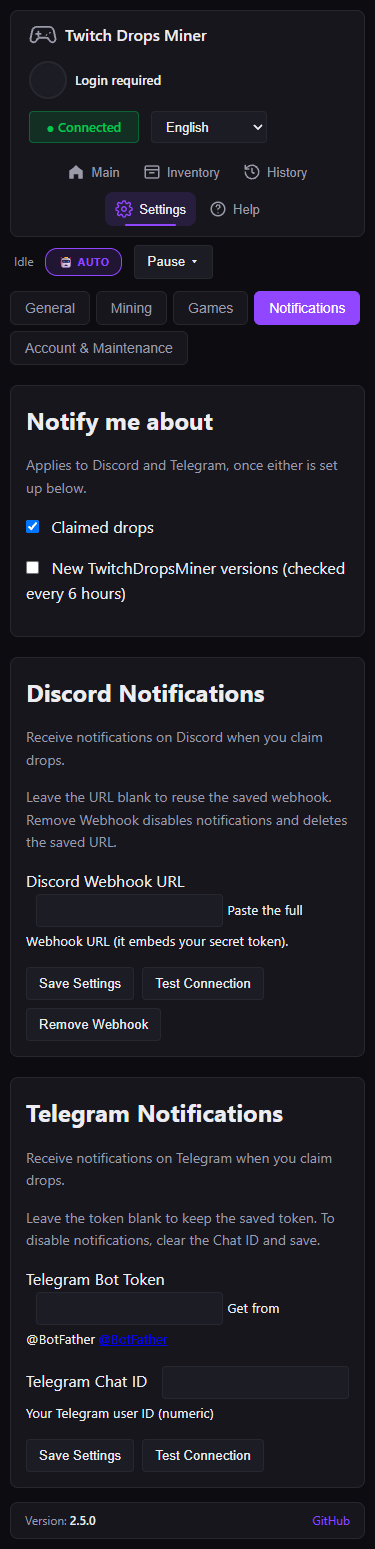 Twitch Drops Miner
Login required
● Connected
English
Main
Inventory
History
Settings
Help
Idle
AUTO
Pause
General
Mining
Games
Notifications
Account & Maintenance
Notify me about
Applies to Discord and Telegram, once either is set
up below.
Claimed drops
New TwitchDropsMiner versions (checked
every 6 hours)
Discord Notifications
Receive notifications on Discord when you claim
drops.
Leave the URL blank to reuse the saved webhook.
Remove Webhook disables notifications and deletes
the saved URL.
Discord Webhook URL
Paste the full
Webhook URL (it embeds your secret token).
Save Settings
Test Connection
Remove Webhook
Telegram Notifications
Receive notifications on Telegram when you claim
drops.
Leave the token blank to keep the saved token. To
disable notifications, clear the Chat ID and save.
Telegram Bot Token
Get from
@BotFather @BotFather
Telegram Chat ID
Your Telegram user ID (numeric)
Save Settings
Test Connection
Version: 2.5.0
GitHub